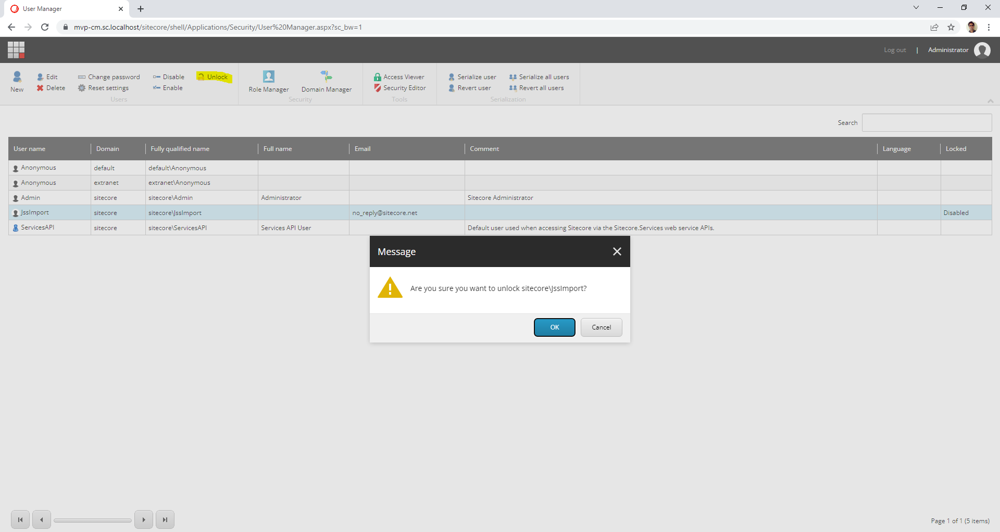 User Manager
mvp-cm.sc.localhost/sitecore/shell/Applications/Security/User%20Manager.aspx?sc_bw=1
Log out | Administrator
New
Edit
Delete
Change password
Reset settings
Disable
Enable
Unlock
Users
Role Manager
Domain Manager
Security
Access Viewer
Security Editor
Tools
Serialize user
Revert user
Serialize all users
Revert all users
Serialization
Search
User name Domain Fully qualified name Full name Email Comment Language Locked
Anonymous default default\Anonymous
Anonymous extranet extranet\Anonymous
Admin sitecore sitecore\Admin Administrator Sitecore Administrator
JssImport sitecore sitecore\JssImport no_reply@sitecore.net Disabled
ServicesAPI sitecore sitecore\ServicesAPI Services API User Default user used when accessing Sitecore via the Sitecore.Services web service APIs.
Message
Are you sure you want to unlock sitecore\JssImport?
OK Cancel
Page 1 of 1 (5 items)